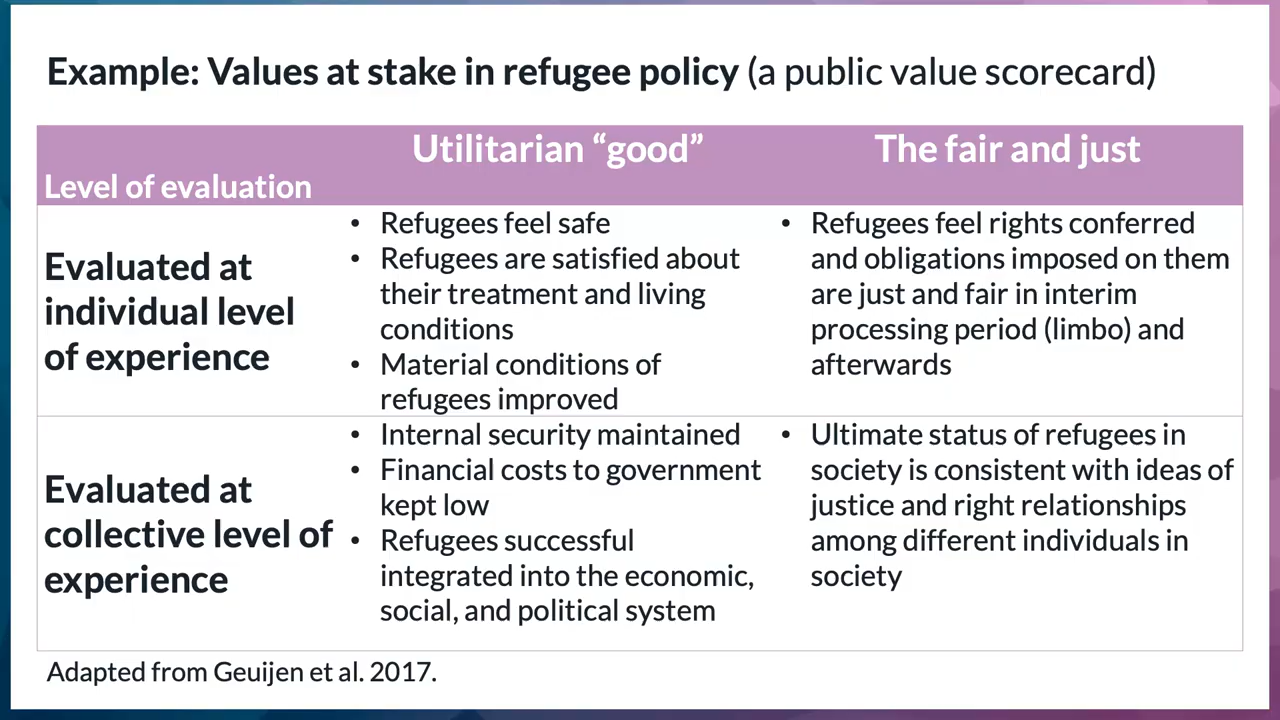 Example: Values at stake in refugee policy (a public value scorecard)
Utilitarian “good”
The fair and just
Level of evaluation
Evaluated at
individual level
of experience
• Refugees feel safe
• Refugees are satisfied about
their treatment and living
conditions
• Material conditions of
refugees improved
• Refugees feel rights conferred
and obligations imposed on them
are just and fair in interim
processing period (limbo) and
afterwards
Evaluated at
collective level of
experience
• Internal security maintained
• Financial costs to government
kept low
• Refugees successful
integrated into the economic,
social, and political system
• Ultimate status of refugees in
society is consistent with ideas of
justice and right relationships
among different individuals in
society
Adapted from Geuijen et al. 2017.